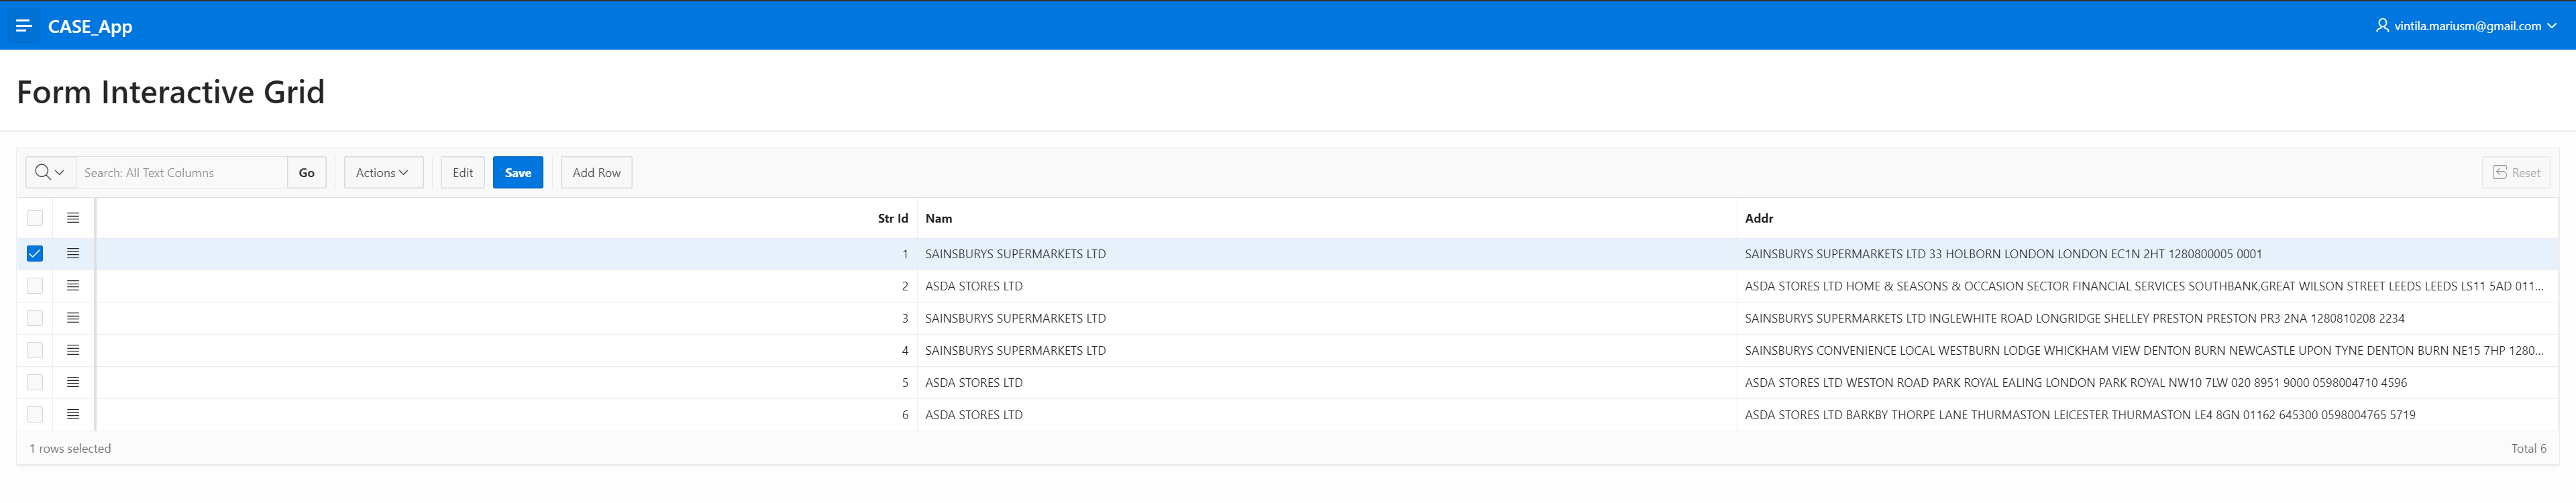 CASE_App vintila.mariusm@gmail.com
Form Interactive Grid
Search: All Text Columns Go Actions Edit Save Add Row Reset
Str Id Nam Addr
1 SAINSBURYS SUPERMARKETS LTD SAINSBURYS SUPERMARKETS LTD 33 HOLBORN LONDON LONDON EC1N 2HT 1280800005 0001
2 ASDA STORES LTD ASDA STORES LTD HOME & SEASONS & OCCASION SECTOR FINANCIAL SERVICES SOUTHBANK,GREAT WILSON STREET LEEDS LEEDS LS11 5AD 011...
3 SAINSBURYS SUPERMARKETS LTD SAINSBURYS SUPERMARKETS LTD INGLEWHITE ROAD LONGRIDGE SHELLEY PRESTON PRESTON PR3 2NA 1280810208 2234
4 SAINSBURYS SUPERMARKETS LTD SAINSBURYS CONVENIENCE LOCAL WESTBURN LODGE WHICKHAM VIEW DENTON BURN NEWCASTLE UPON TYNE DENTON BURN NE15 7HP 1280...
5 ASDA STORES LTD ASDA STORES LTD WESTON ROAD PARK ROYAL EALING LONDON PARK ROYAL NW10 7LW 020 8951 9000 0598004710 4596
6 ASDA STORES LTD ASDA STORES LTD BARKBY THORPE LANE THURMASTON LEICESTER THURMASTON LE4 8GN 01162 645300 0598004765 5719
1 rows selected Total 6